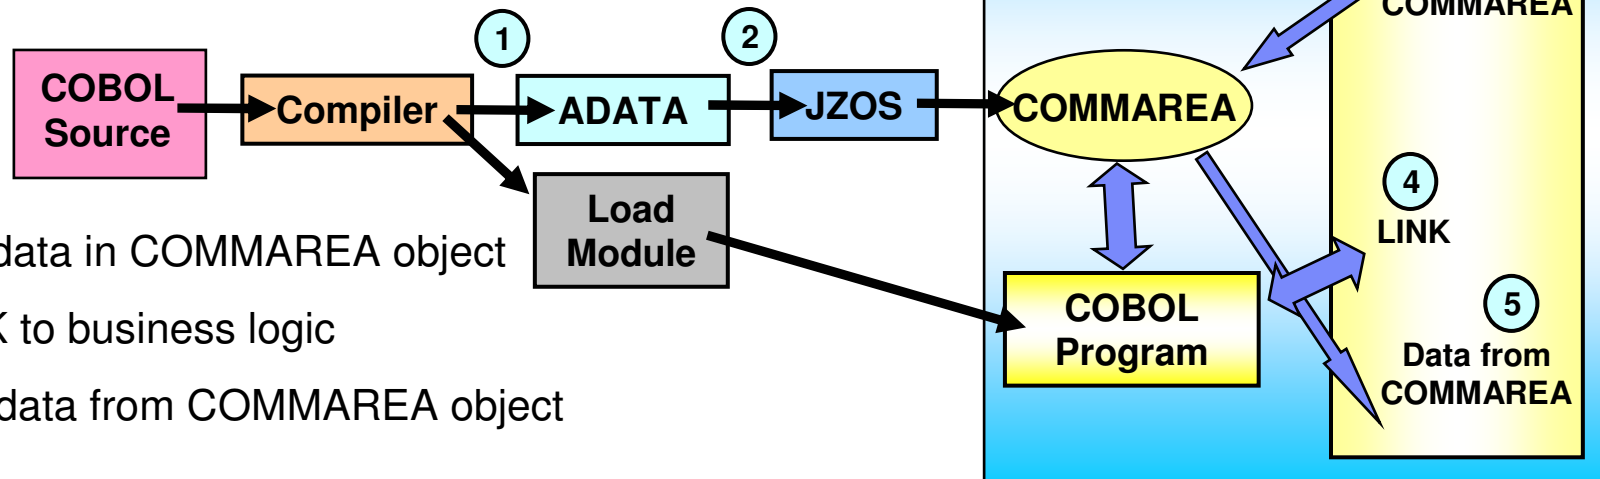 COMMAREA
1
2
COBOL
Source
Compiler
ADATA
JZOS
COMMAREA
Load
Module
4
LINK
data in COMMAREA object
to business logic
data from COMMAREA object
COBOL
Program
5
Data from
COMMAREA